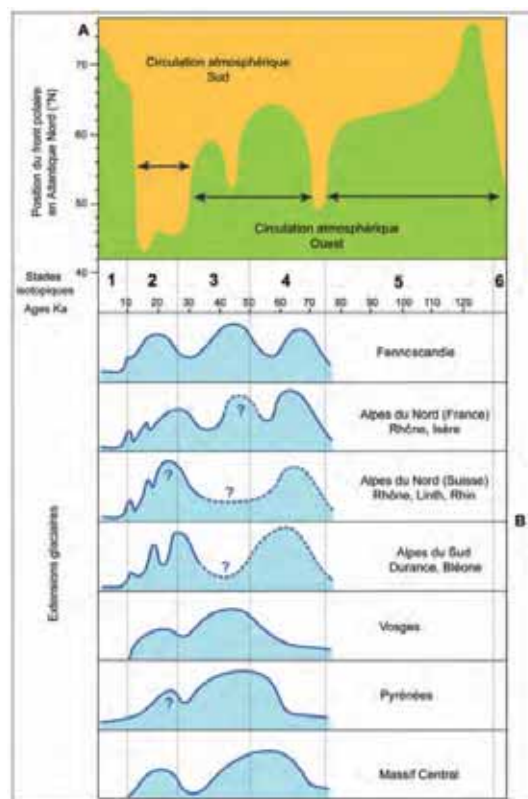 A
Position du front polaire
en Atlantique Nord (°N)
70
60
50
40
Circulation atmosphérique
Sud
Circulation atmosphérique
Ouest
Stades
isotopiques
1 2 3 4 5 6
Ages Ka
10 20 30 40 50 60 70 80 90 100 110 120
Extensions glaciaires
B
Fennoscandie
?
Alpes du Nord (France)
Rhône, Isère
?
?
Alpes du Nord (Suisse)
Rhône, Linth, Rhin
?
Alpes du Sud
Durance, Bléone
Vosges
?
Pyrénées
Massif Central